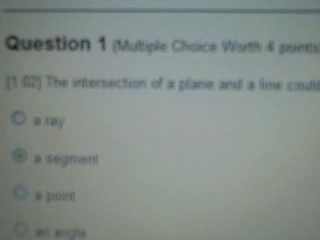 Question 1 (Multiple Choice Worth 4 points)
[1.02] The intersection of a plane and a line could
a ray
a segment
a point
an angle